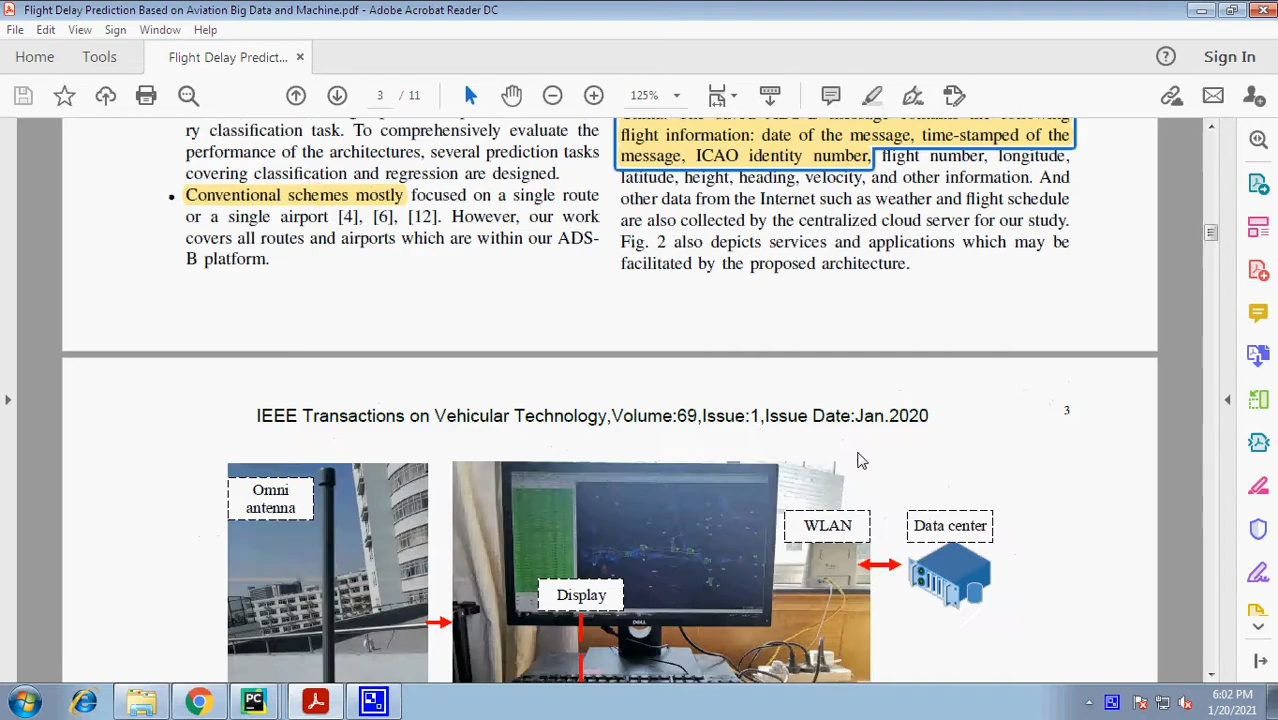 Flight Delay Prediction Based on Aviation Big Data and Machine.pdf - Adobe Acrobat Reader DC
File Edit View Sign Window Help
Home Tools Flight Delay Predict... × Sign In
3 / 11 125%
ry classification task. To comprehensively evaluate the
performance of the architectures, several prediction tasks
covering classification and regression are designed.
• Conventional schemes mostly focused on a single route
or a single airport [4], [6], [12]. However, our work
covers all routes and airports which are within our ADS-
B platform.
flight information: date of the message, time-stamped of the
message, ICAO identity number, flight number, longitude,
latitude, height, heading, velocity, and other information. And
other data from the Internet such as weather and flight schedule
are also collected by the centralized cloud server for our study.
Fig. 2 also depicts services and applications which may be
facilitated by the proposed architecture.
IEEE Transactions on Vehicular Technology,Volume:69,Issue:1,Issue Date:Jan.2020
3
Omni
antenna
Display
DELL
WLAN
Data center
PC
6:02 PM
1/20/2021